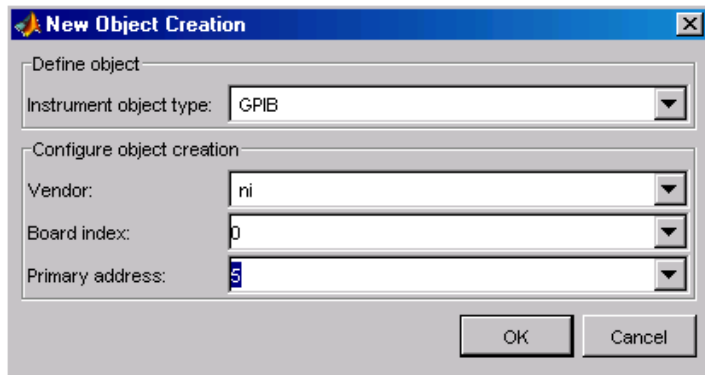 New Object Creation
Define object
Instrument object type: GPIB
Configure object creation
Vendor: ni
Board index: 0
Primary address: 5
OK Cancel